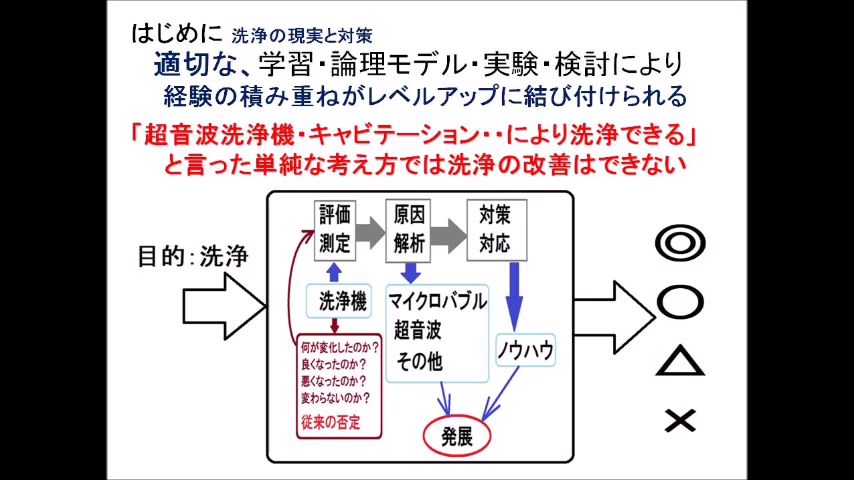 はじめに 洗浄の現実と対策
適切な、学習・論理モデル・実験・検討により
経験の積み重ねがレベルアップに結び付けられる
「超音波洗浄機・キャビテーション・・により洗浄できる」
と言った単純な考え方では洗浄の改善はできない
目的：洗浄
評価
測定
原因
解析
対策
対応
洗浄機
マイクロバブル
超音波
その他
ノウハウ
何が変化したのか？
良くなったのか？
悪くなったのか？
変わらないのか？
従来の否定
発展
◎
○
△
×